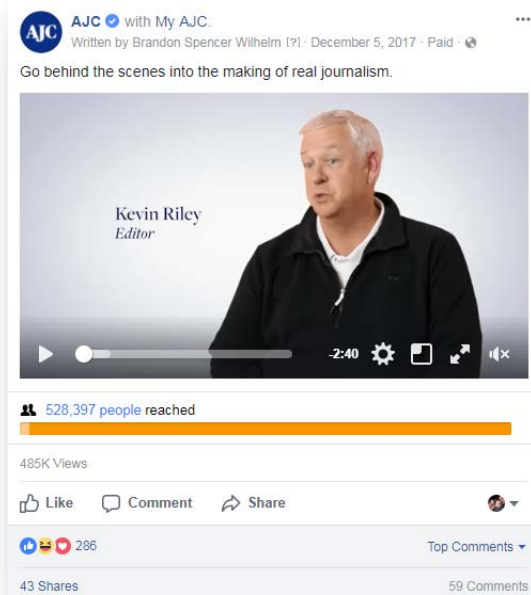 AJC
AJC with My AJC.
Written by Brandon Spencer Wilhelm [?] · December 5, 2017 · Paid ·
Go behind the scenes into the making of real journalism.
Kevin Riley
Editor
-2:40
528,397 people reached
485K Views
Like Comment Share
286 Top Comments
43 Shares 59 Comments